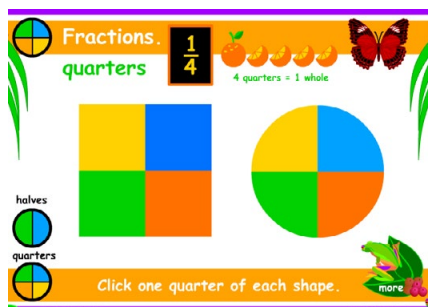 Fractions.
quarters
1
4
4 quarters = 1 whole
halves
quarters
Click one quarter of each shape.
more